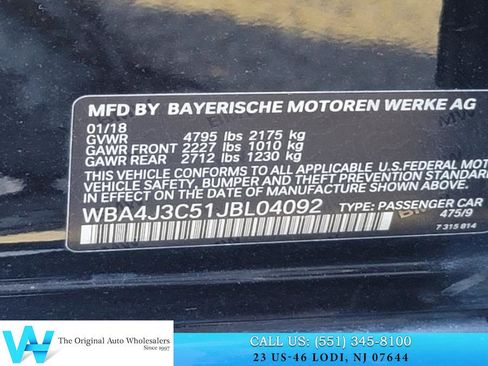 MFD BY BAYERISCHE MOTOREN WERKE AG
01/18
GVWR 4795 lbs 2175 kg
GAWR FRONT 2227 lbs 1010 kg
GAWR REAR 2712 lbs 1230 kg
THIS VEHICLE CONFORMS TO ALL APPLICABLE U.S.FEDERAL MOTOR
VEHICLE SAFETY, BUMPER AND THEFT PREVENTION STANDARDS
IN EFFECT ON THE DATE OF MANUFACTURE SHOWN ABOVE.
WBA4J3C51JBL04092 TYPE: PASSENGER CAR
475/9
7 315 814
The Original Auto Wholesalers
Since 1997
CALL US: (551) 345-8100
23 US-46 LODI, NJ 07644